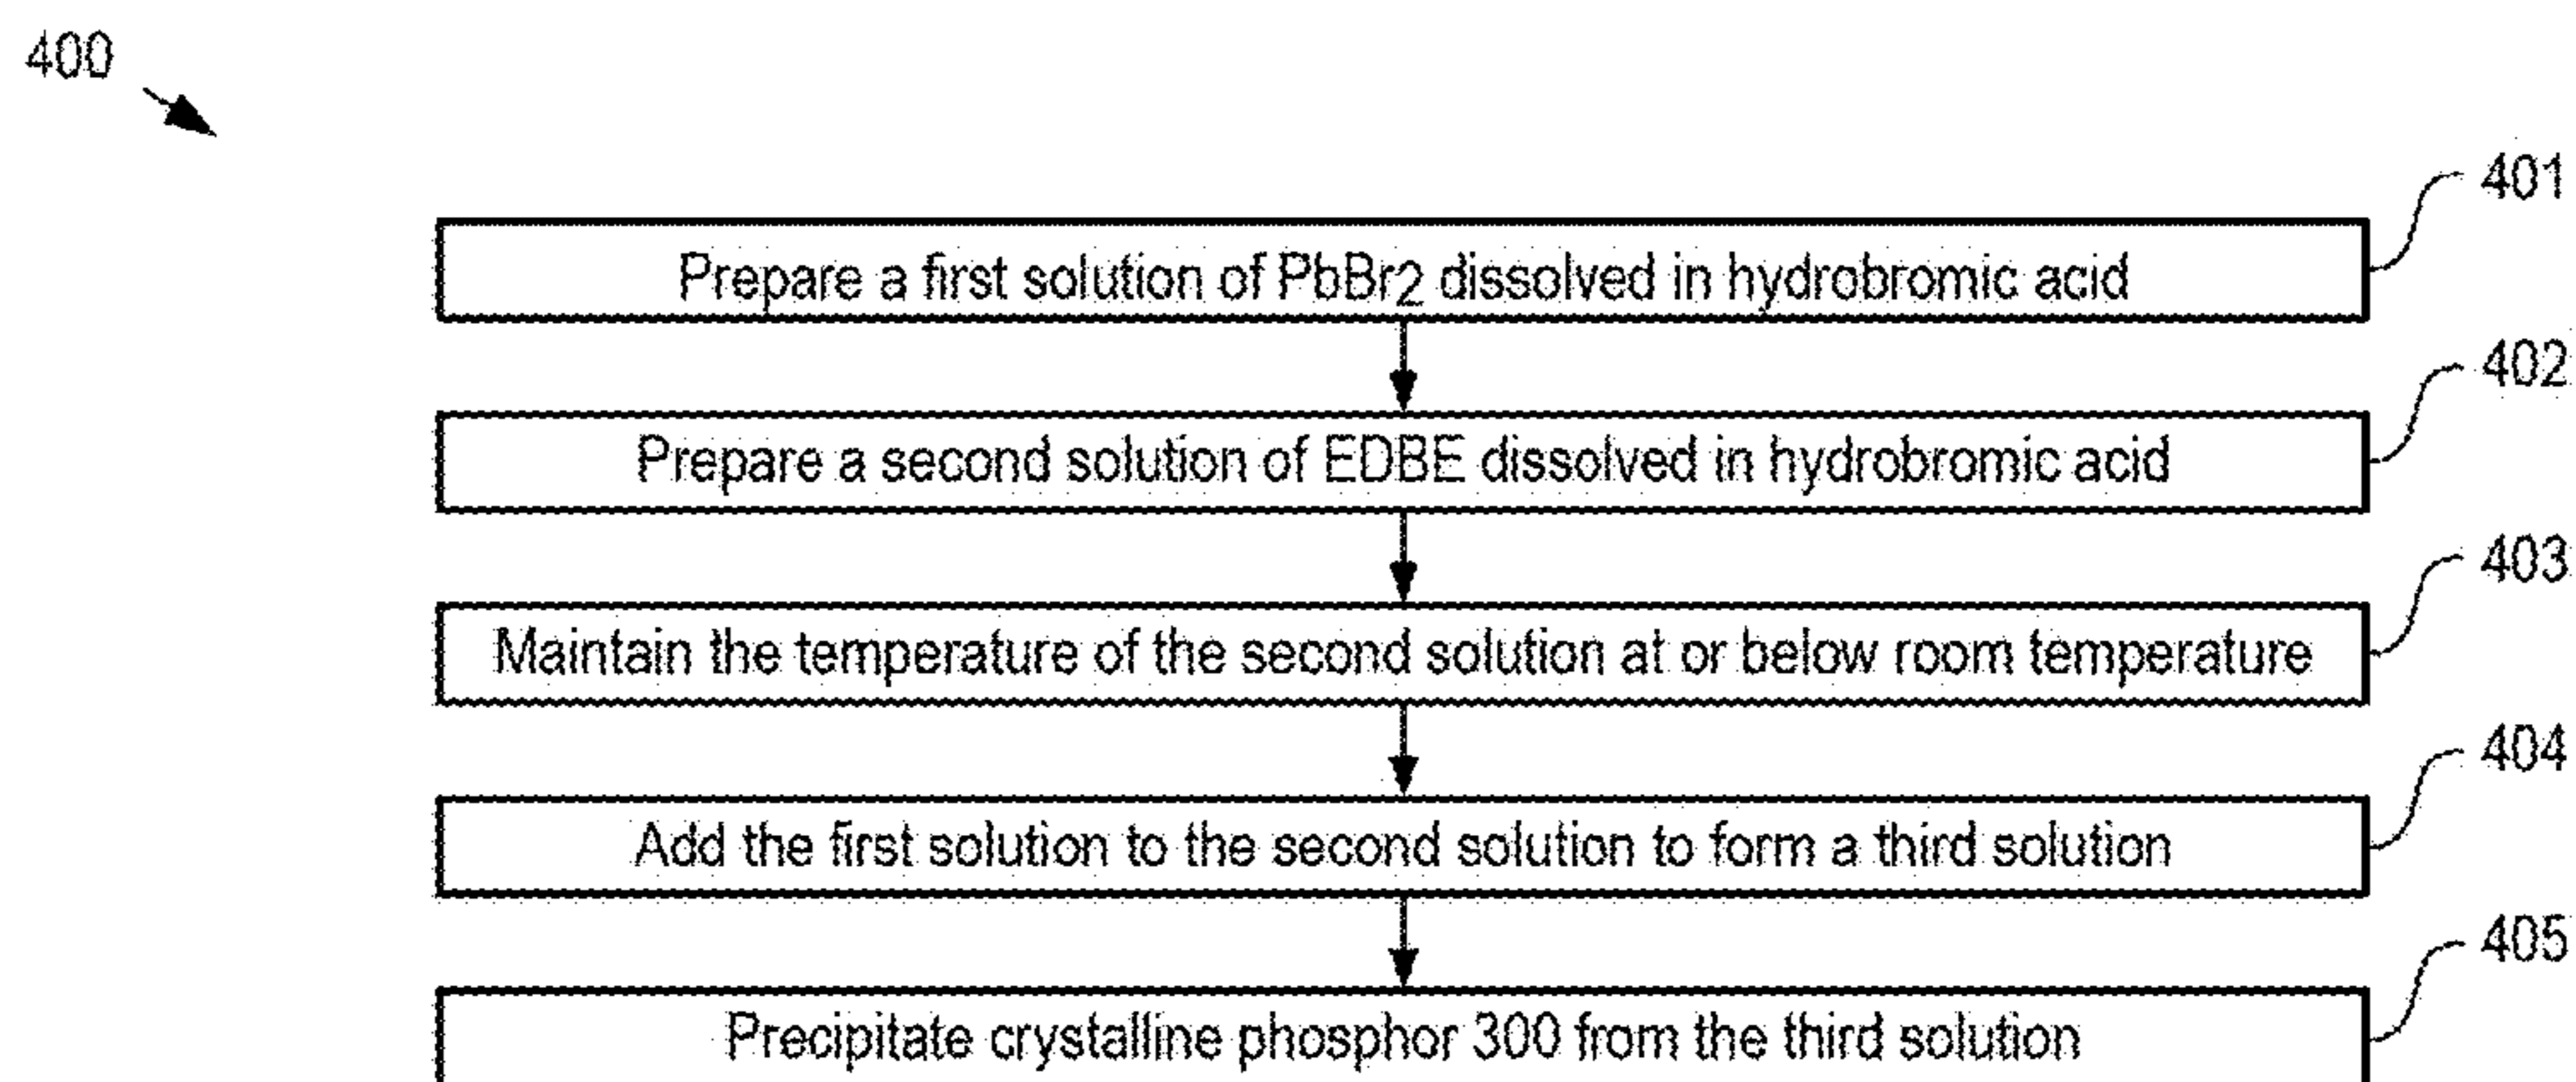 400
401
Prepare a first solution of PbBr2 dissolved in hydrobromic acid
402
Prepare a second solution of EDBE dissolved in hydrobromic acid
403
Maintain the temperature of the second solution at or below room temperature
404
Add the first solution to the second solution to form a third solution
405
Precipitate crystalline phosphor 300 from the third solution